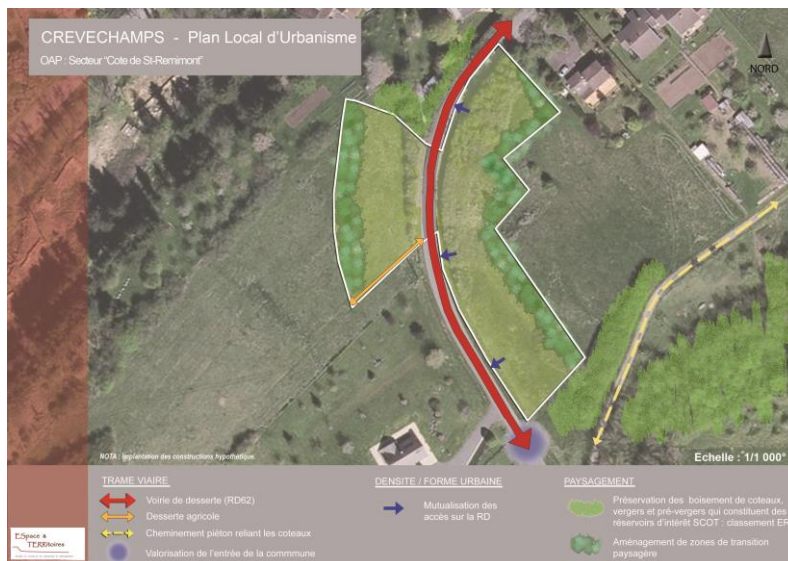 CREVECHAMPS - Plan Local d'Urbanisme
OAP : Secteur "Cote de St-Remimont"
NORD
NOTA : Implantation des constructions hypothétique.
Echelle : 1/1 000°
TRAME VIAIRE
Voirie de desserte (RD62)
Desserte agricole
Cheminement piéton reliant les coteaux
Valorisation de l'entrée de la commmune
DENSITE / FORME URBAINE
Mutualisation des
accès sur la RD
PAYSAGEMENT
Préservation des boisement de coteaux,
vergers et pré-vergers qui constituent des
réservoirs d'intérêt SCOT : classement ER
Aménagement de zones de transition
paysagère
ESpace &
TERRitoires